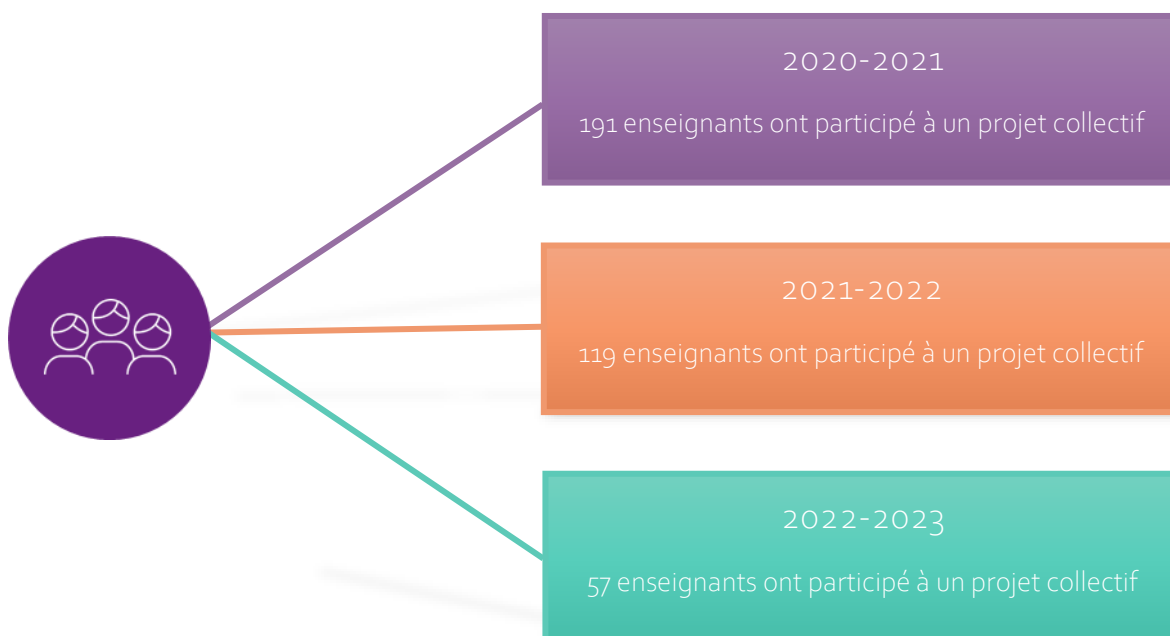 2020-2021
191 enseignants ont participé à un projet collectif
2021-2022
119 enseignants ont participé à un projet collectif
2022-2023
57 enseignants ont participé à un projet collectif